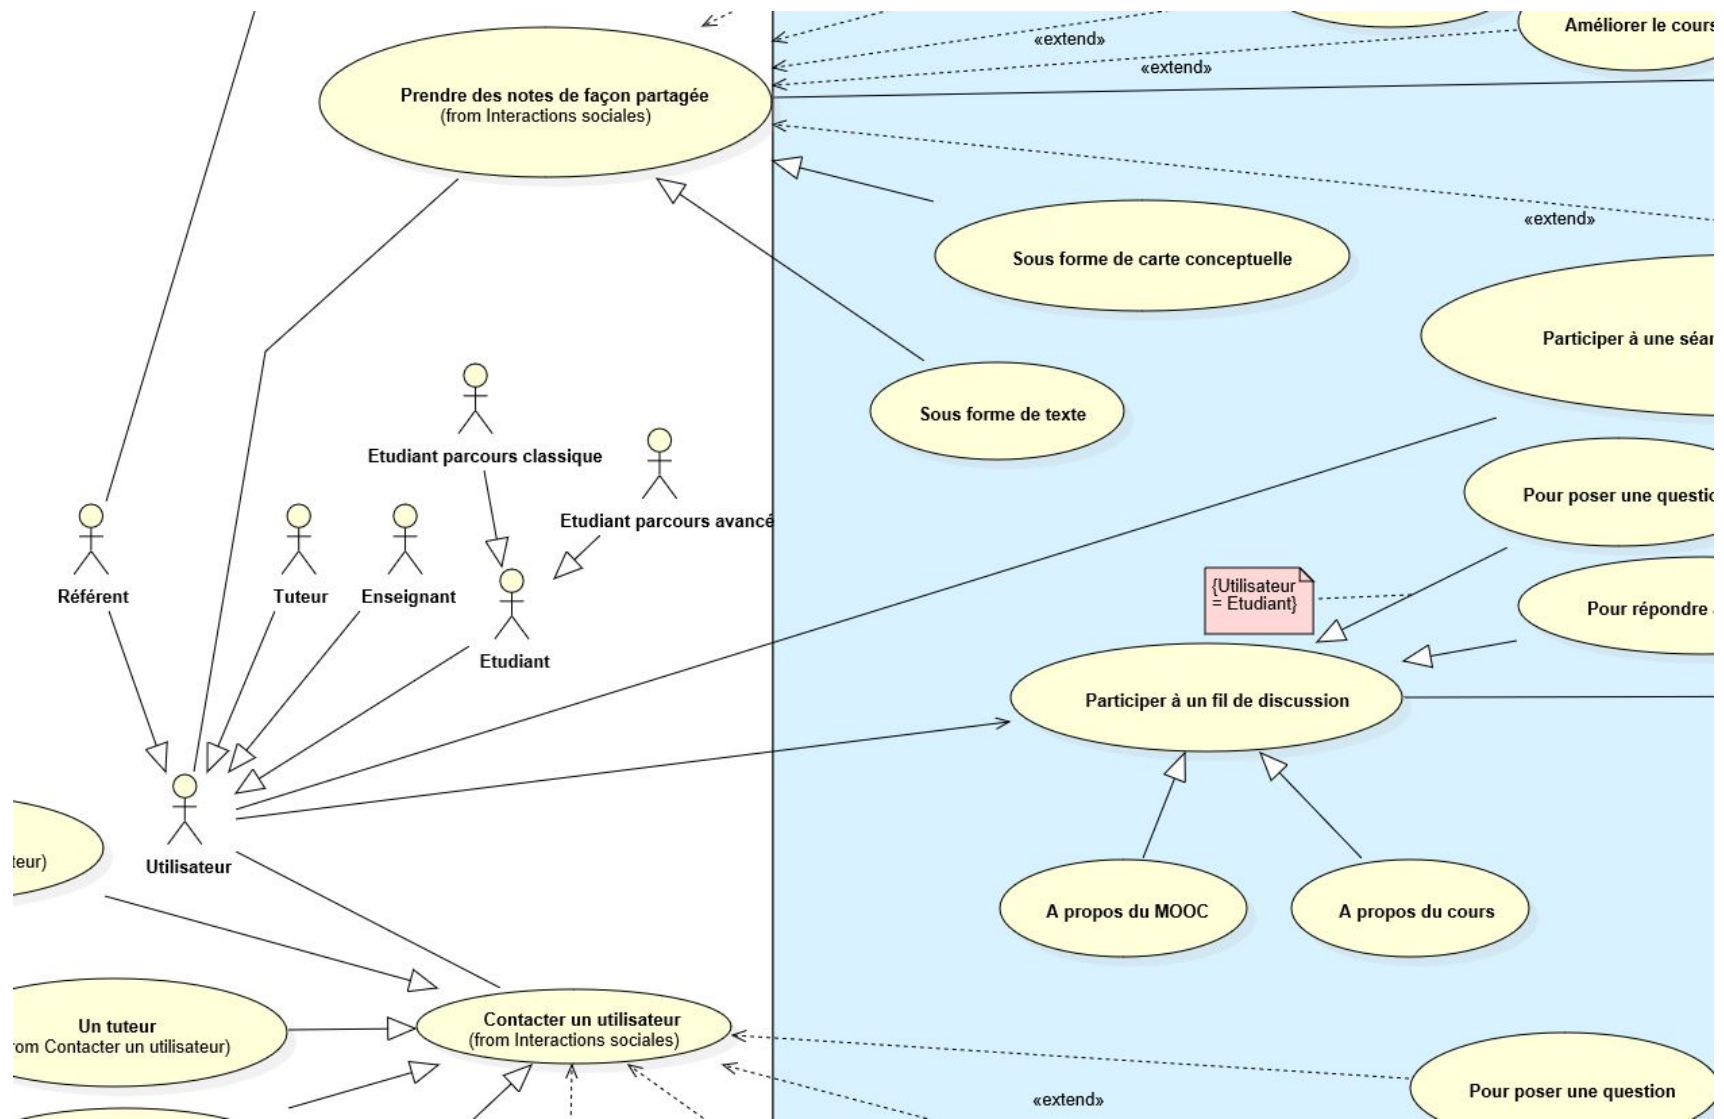 Améliorer le cours
«extend»
«extend»
Prendre des notes de façon partagée
(from Interactions sociales)
«extend»
Sous forme de carte conceptuelle
Participer à une
Sous forme de texte
Etudiant parcours classique
Etudiant parcours avancé
Pour poser une
Référent
Tuteur
Enseignant
{Utilisateur
= Etudiant}
Pour répondre
Etudiant
Participer à un fil de discussion
Utilisateur
A propos du MOOC
A propos du cours
Un tuteur
Contacter un utilisateur)
Contacter un utilisateur
(from Interactions sociales)
Pour poser une question
«extend»